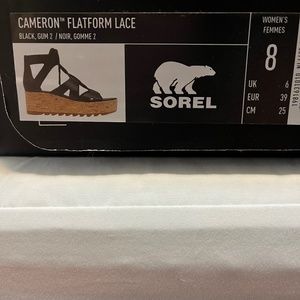 CAMERON™ FLATFORM LACE
BLACK, GUM 2 / NOIR, GOMME 2
SOREL
WOMEN'S
FEMMES
8
UK 6
EUR 39
CM 25